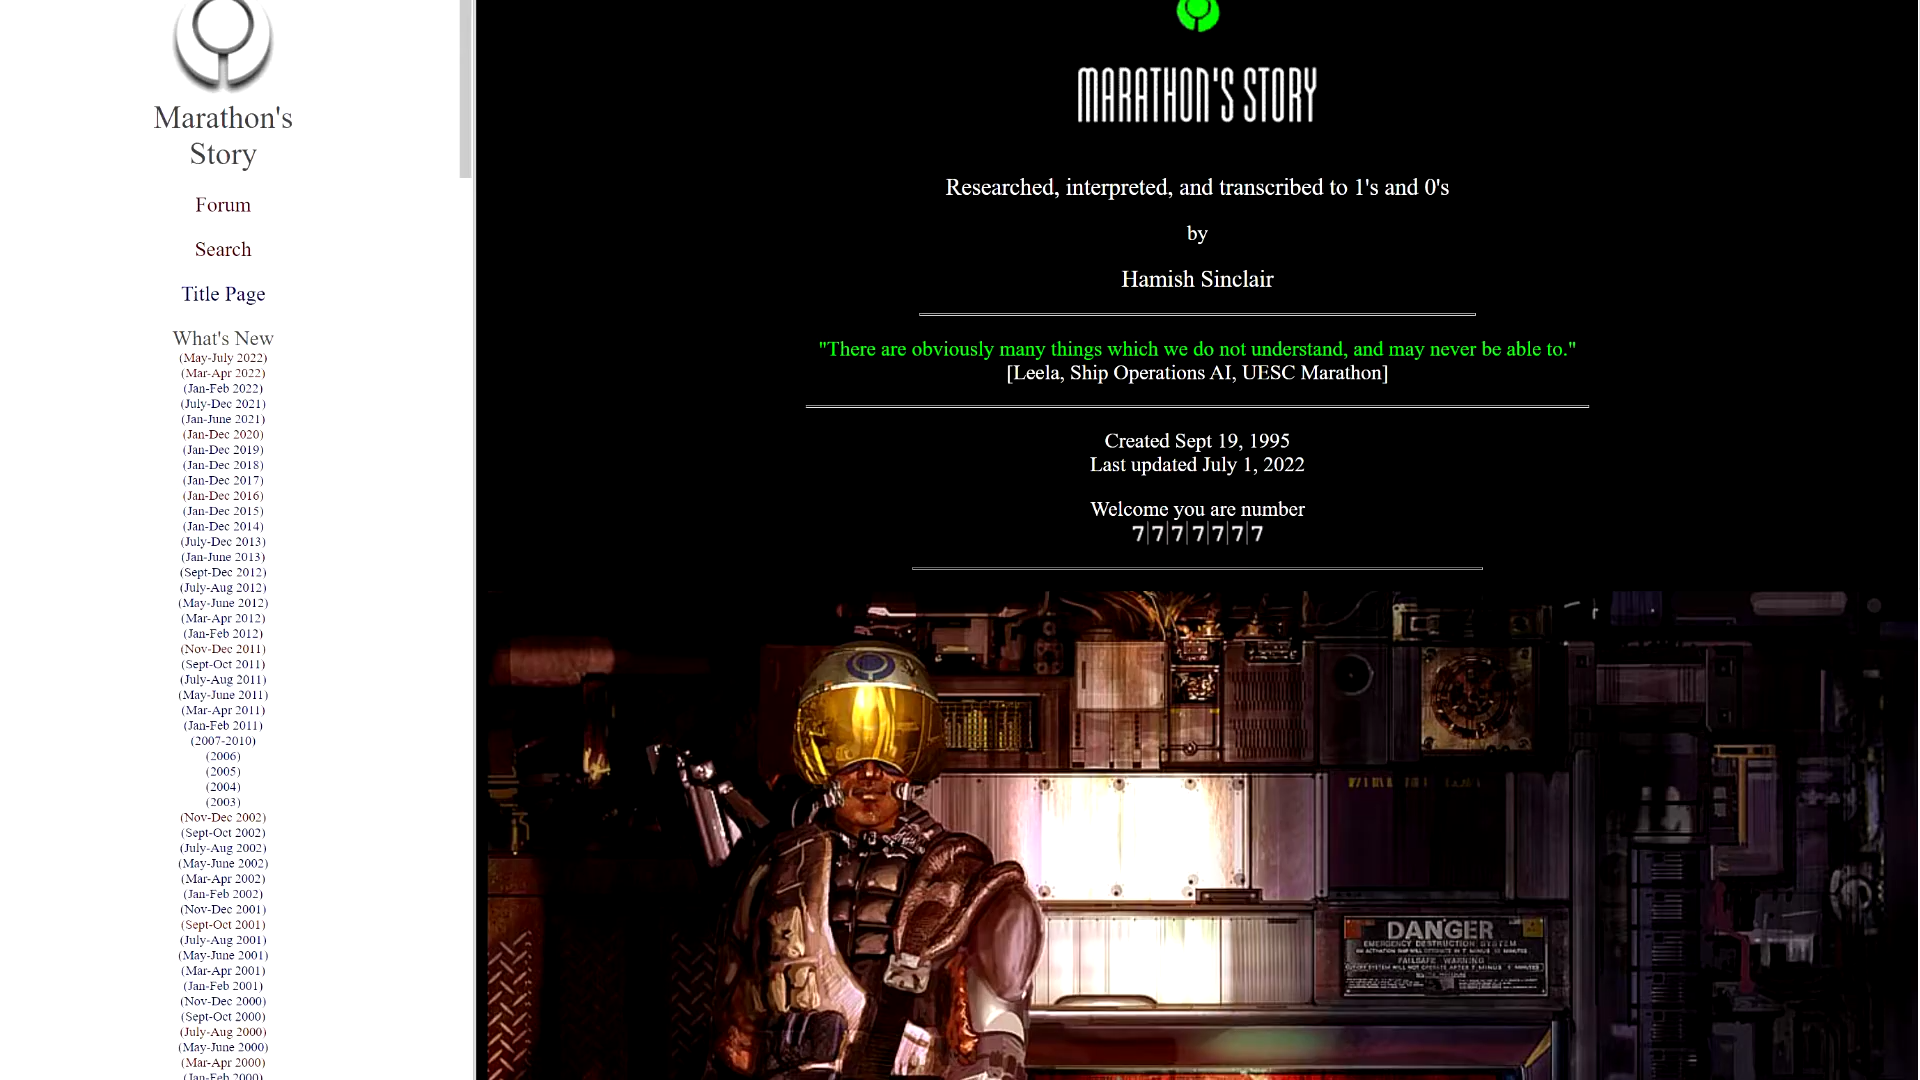 Marathon's
Story
Forum
Search
Title Page
What's New
(May-July 2022)
(Mar-Apr 2022)
(Jan-Feb 2022)
(July-Dec 2021)
(Jan-June 2021)
(Jan-Dec 2020)
(Jan-Dec 2019)
(Jan-Dec 2018)
(Jan-Dec 2017)
(Jan-Dec 2016)
(Jan-Dec 2015)
(Jan-Dec 2014)
(July-Dec 2013)
(Jan-June 2013)
(Sept-Dec 2012)
(July-Aug 2012)
(May-June 2012)
(Mar-Apr 2012)
(Jan-Feb 2012)
(Nov-Dec 2011)
(Sept-Oct 2011)
(July-Aug 2011)
(May-June 2011)
(Mar-Apr 2011)
(Jan-Feb 2011)
(2007-2010)
(2006)
(2005)
(2004)
(2003)
(Nov-Dec 2002)
(Sept-Oct 2002)
(July-Aug 2002)
(May-June 2002)
(Mar-Apr 2002)
(Jan-Feb 2002)
(Nov-Dec 2001)
(Sept-Oct 2001)
(July-Aug 2001)
(May-June 2001)
(Mar-Apr 2001)
(Jan-Feb 2001)
(Nov-Dec 2000)
(Sept-Oct 2000)
(July-Aug 2000)
(May-June 2000)
(Mar-Apr 2000)
(Jan-Feb 2000)
MARATHON'S STORY
Researched, interpreted, and transcribed to 1's and 0's
by
Hamish Sinclair
"There are obviously many things which we do not understand, and may never be able to."
[Leela, Ship Operations AI, UESC Marathon]
Created Sept 19, 1995
Last updated July 1, 2022
Welcome you are number
7777777
DANGER
EMERGENCY DESTRUCTION SYSTEM
FAILSAFE WARNING